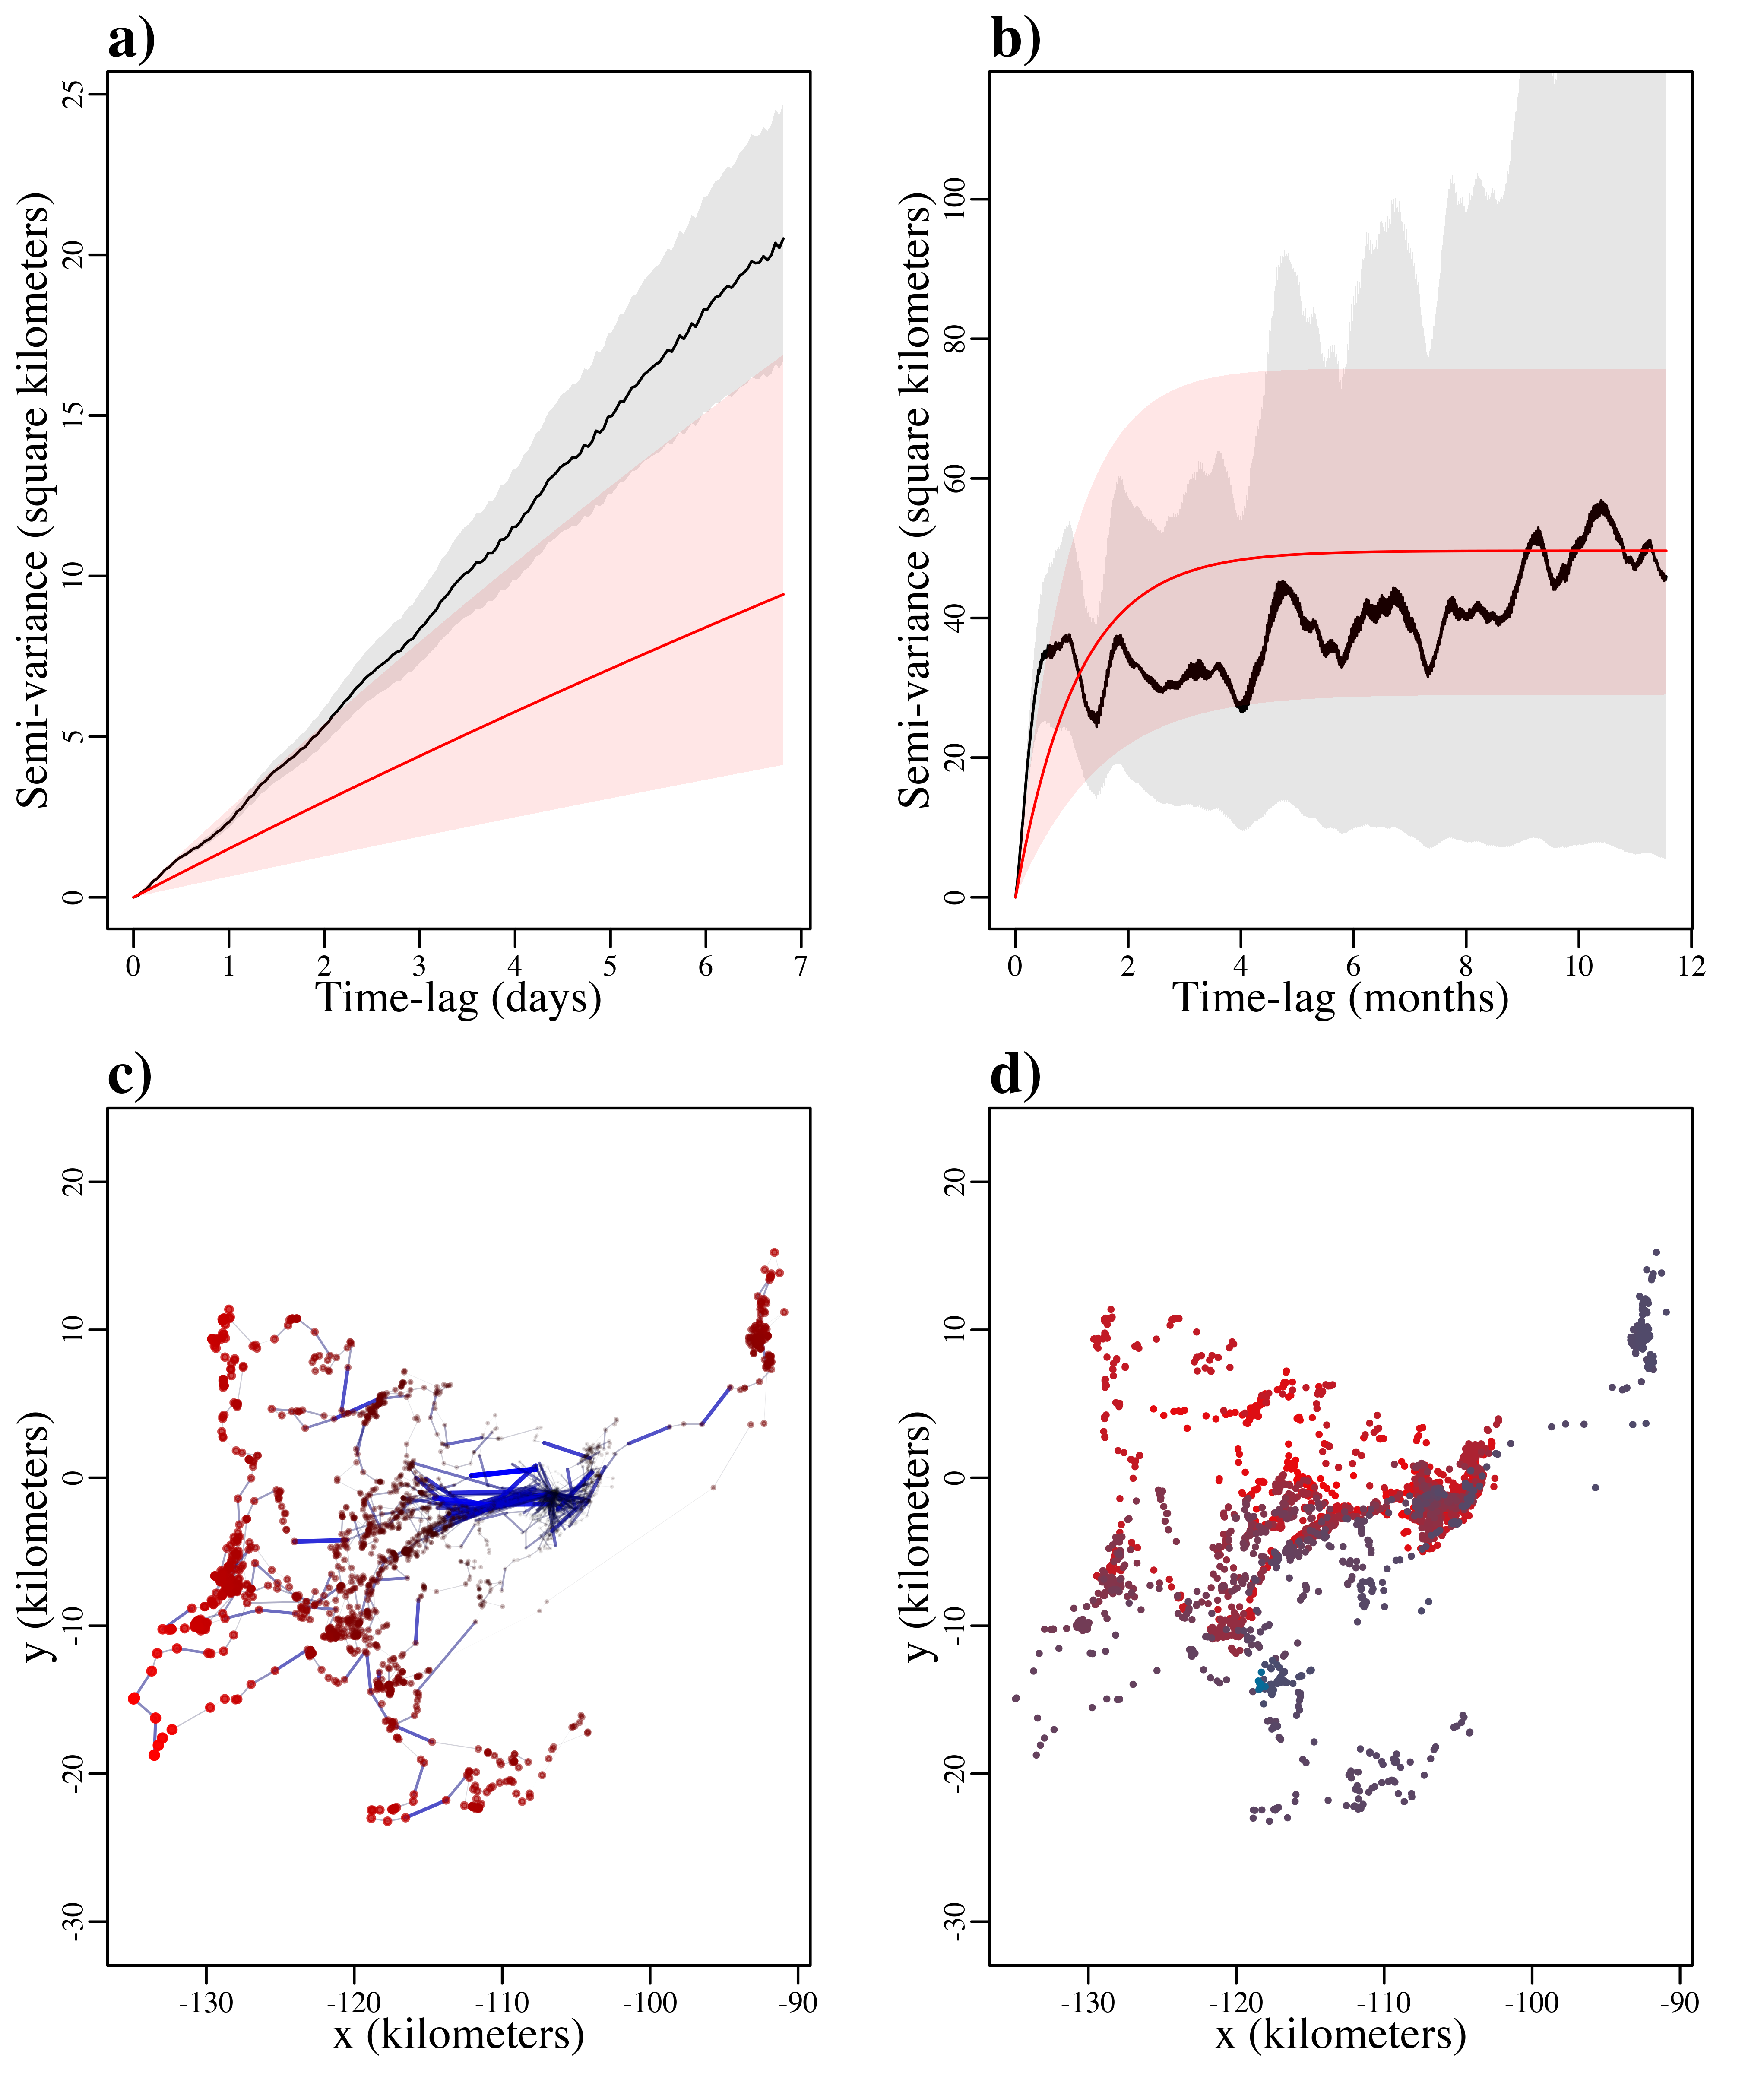 a)
Semi-variance (square kilometers)
25
20
15
10
5
0
0 1 2 3 4 5 6 7
Time-lag (days)
b)
Semi-variance (square kilometers)
100
80
60
40
20
0
0 2 4 6 8 10 12
Time-lag (months)
c)
y (kilometers)
20
10
0
-10
-20
-30
-130 -120 -110 -100 -90
x (kilometers)
d)
y (kilometers)
20
10
0
-10
-20
-30
-130 -120 -110 -100 -90
x (kilometers)